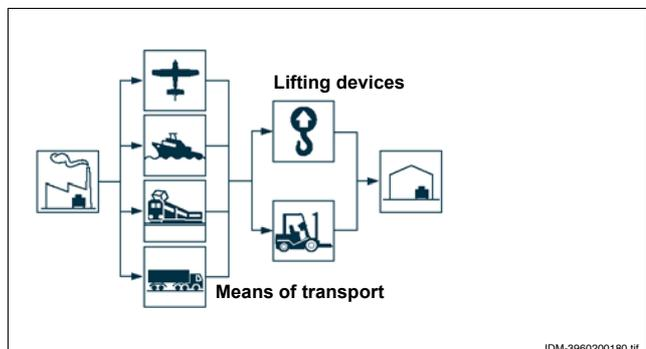 Lifting devices
Means of transport
IDM-3960200180.tif